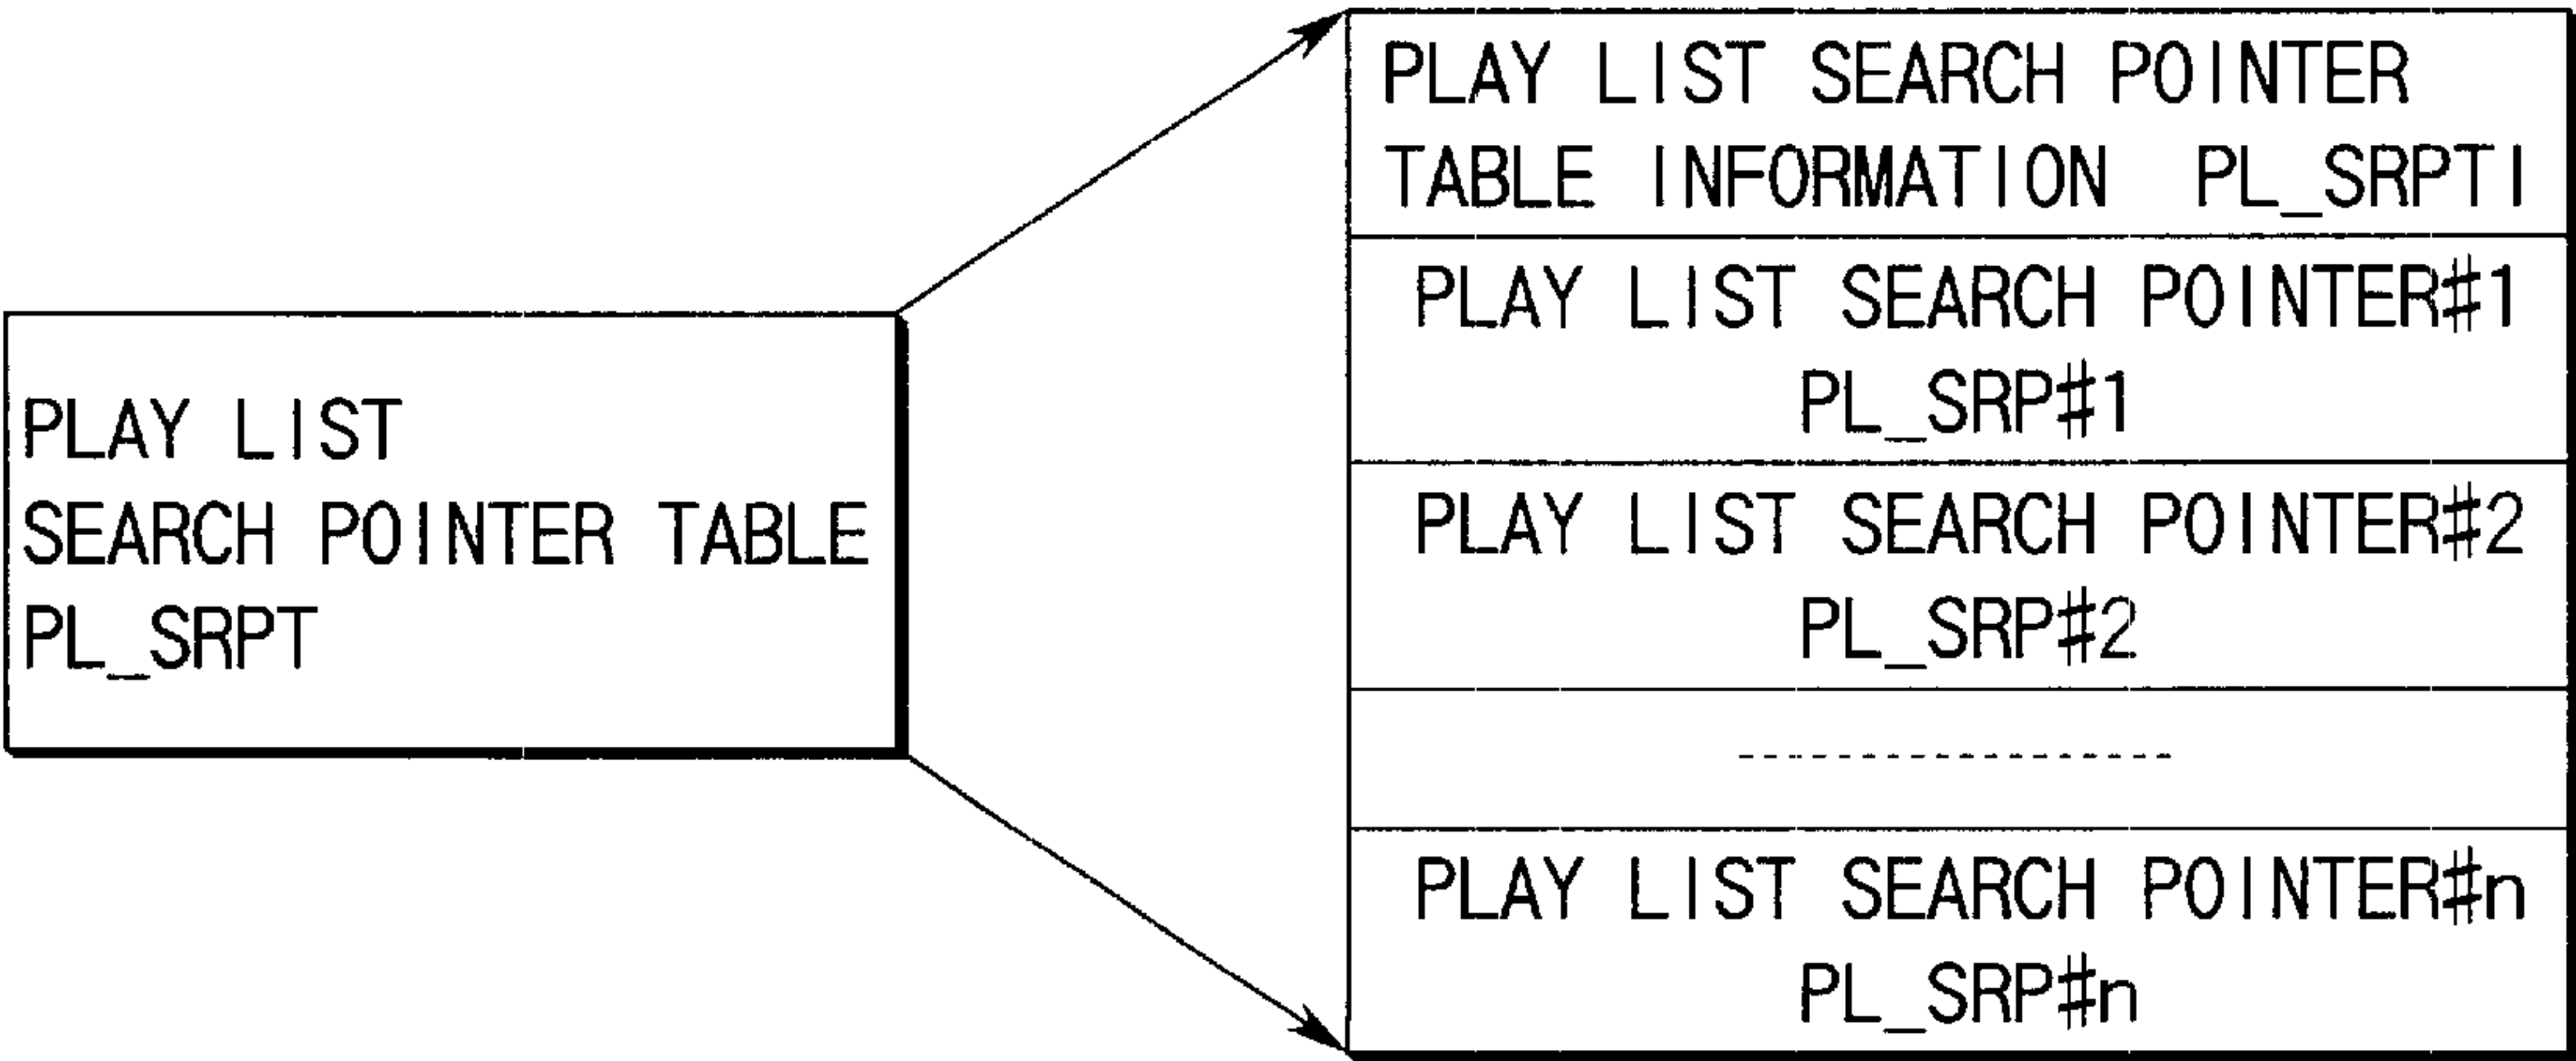 PLAY LIST
SEARCH POINTER TABLE
PL_SRPT
PLAY LIST SEARCH POINTER
TABLE INFORMATION PL_SRPTI
PLAY LIST SEARCH POINTER#1
PL_SRP#1
PLAY LIST SEARCH POINTER#2
PL_SRP#2
PLAY LIST SEARCH POINTER#n
PL_SRP#n